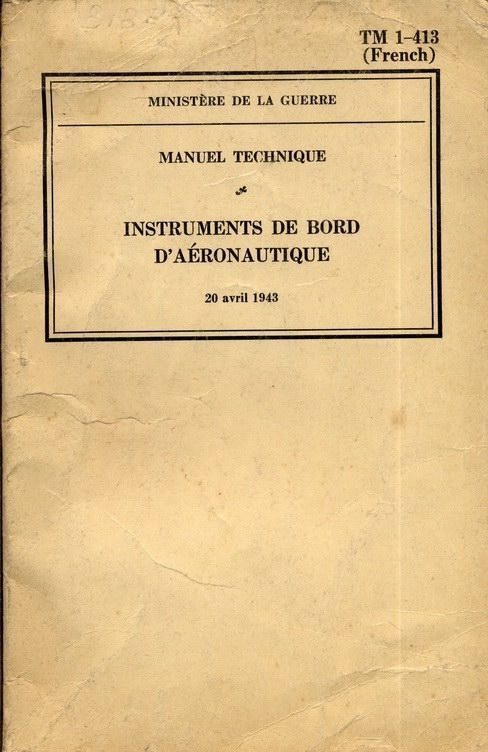 TM 1-413
(French)
MINISTÈRE DE LA GUERRE
MANUEL TECHNIQUE
INSTRUMENTS DE BORD
D'AÉRONAUTIQUE
20 avril 1943